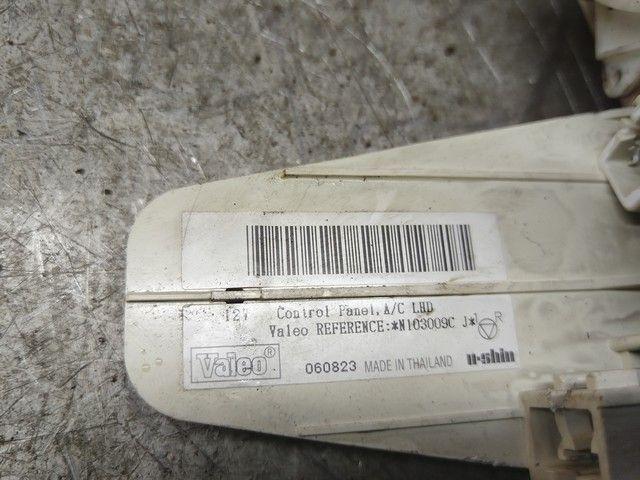 12V Control Panel,A/C LHD
Valeo REFERENCE:*N103009C J*
R
Valeo®
060823 MADE IN THAILAND u-shin